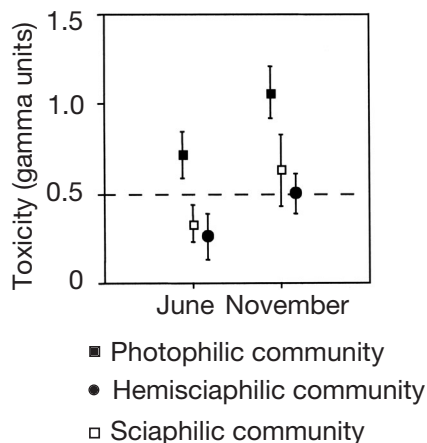 Toxicity (gamma units)
1.5
1.0
0.5
0
June November
Photophilic community
Hemisciaphilic community
Sciaphilic community